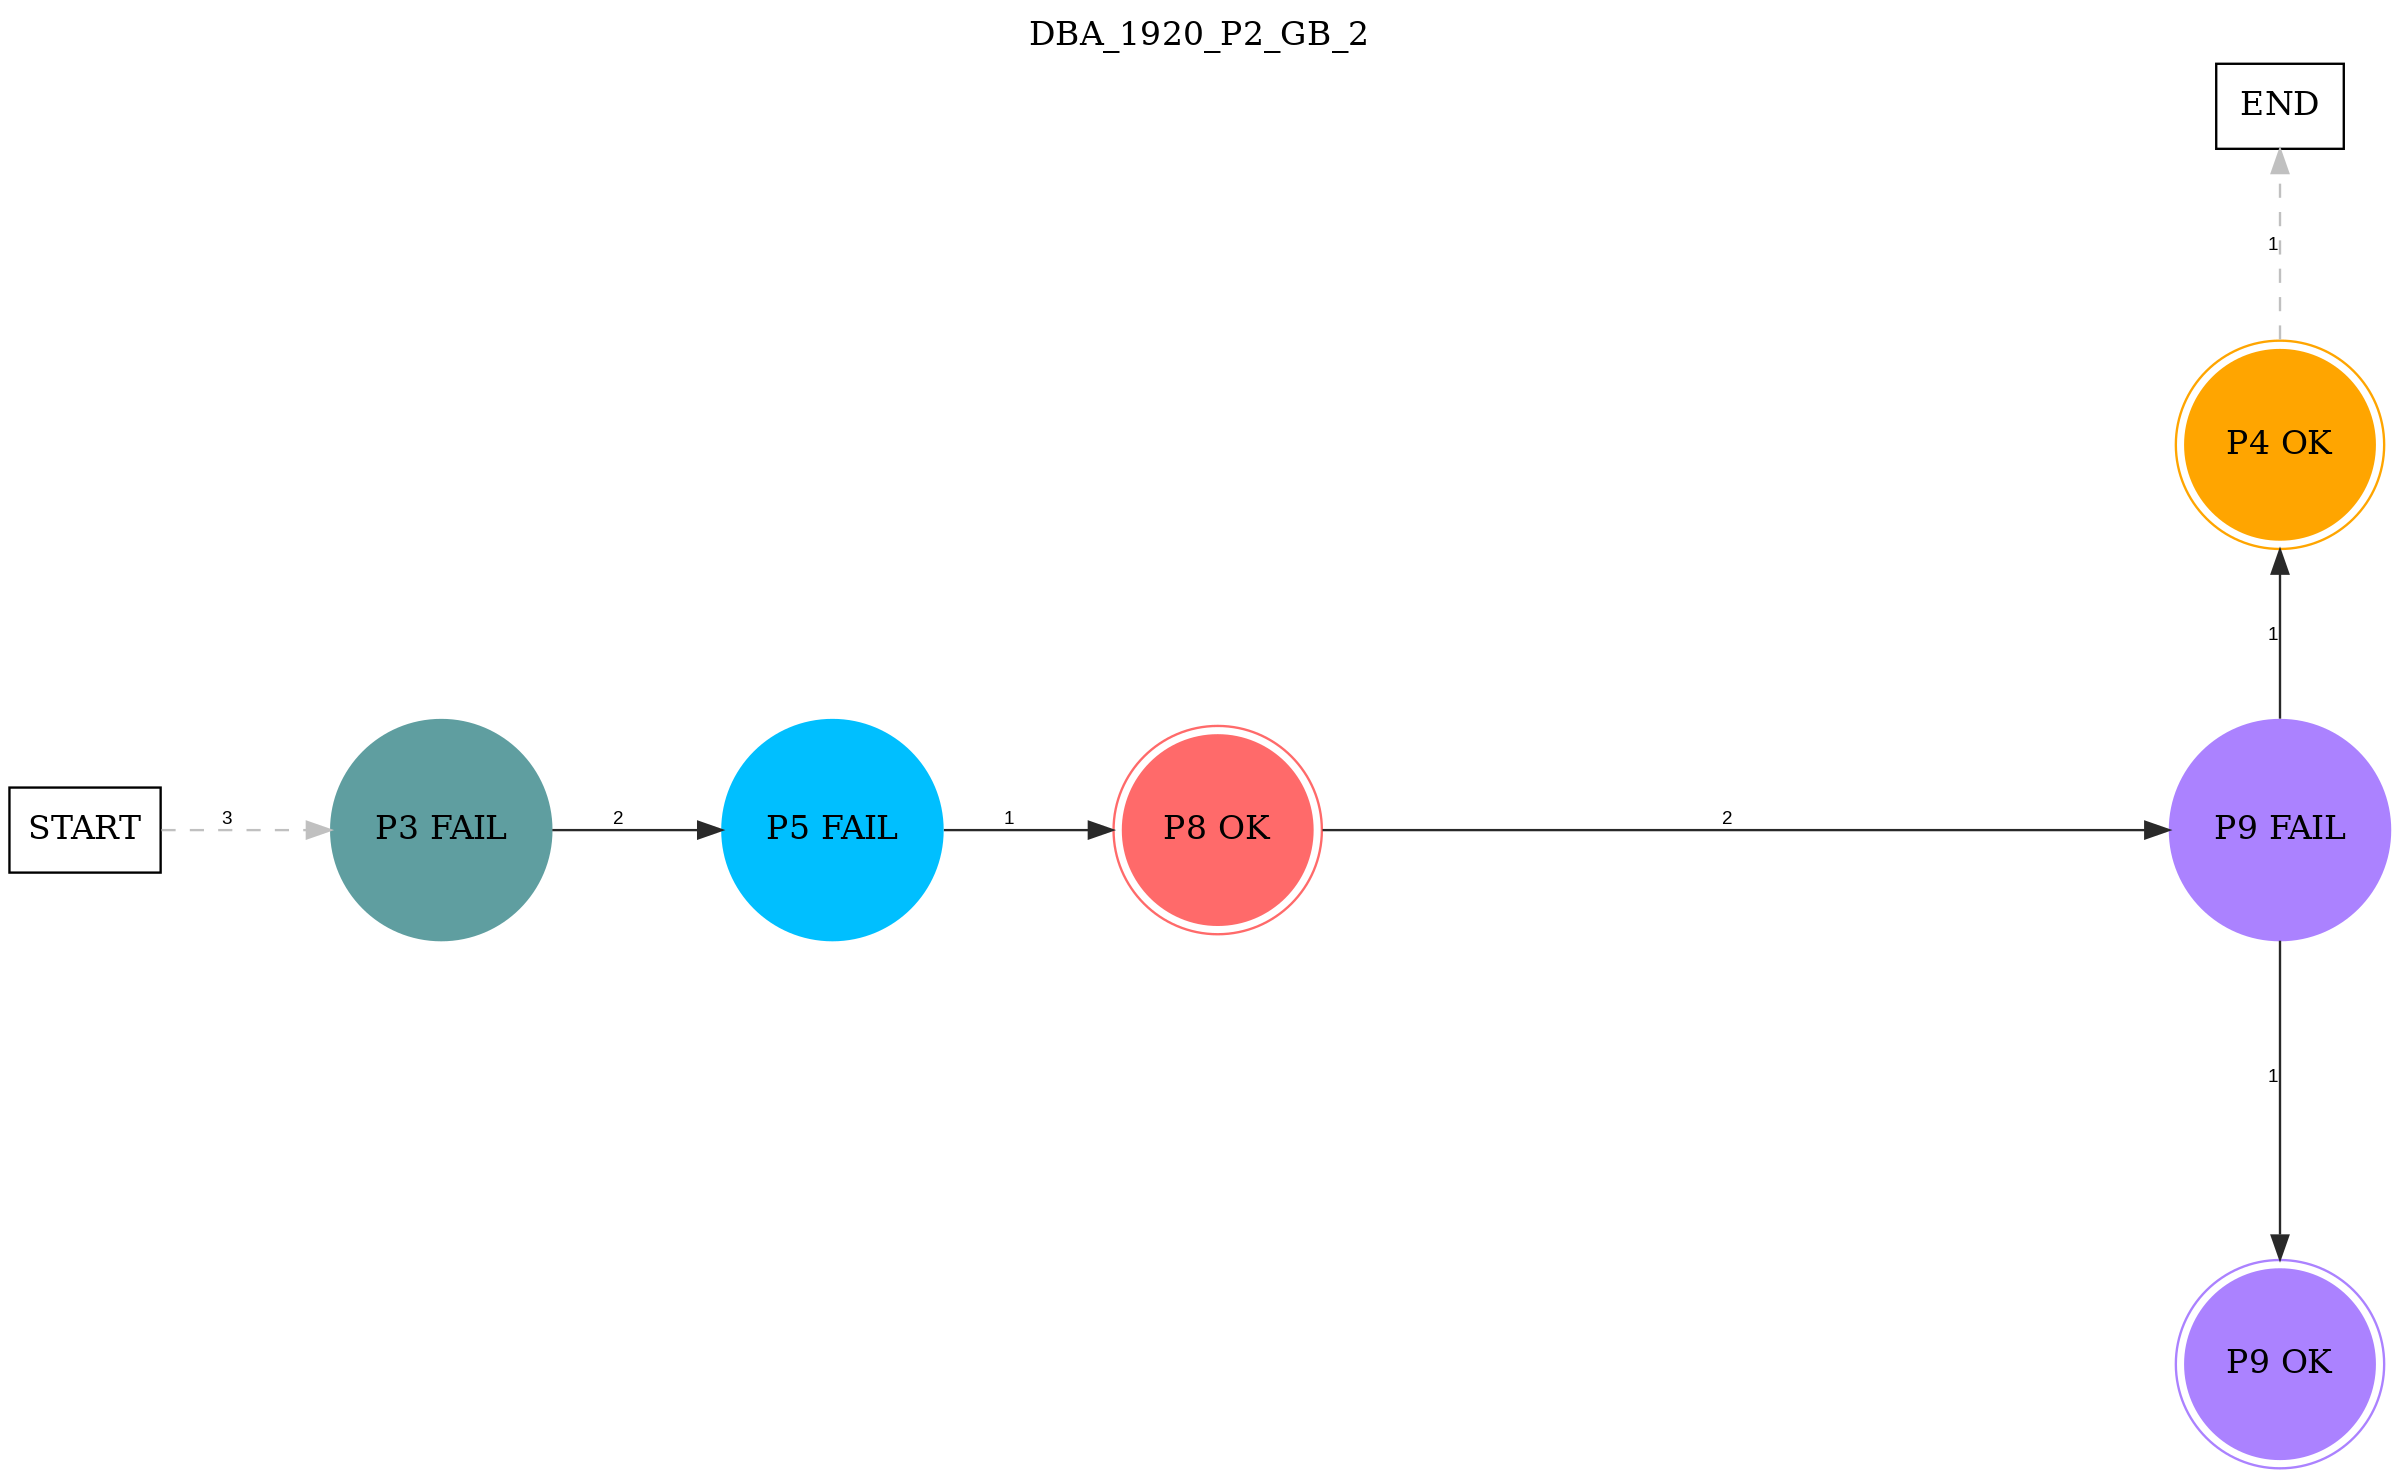 DBA_1920_P2_GB_2
END
1
P4 OK
1
START
3
P3 FAIL
2
P5 FAIL
1
P8 OK
2
P9 FAIL
1
P9 OK